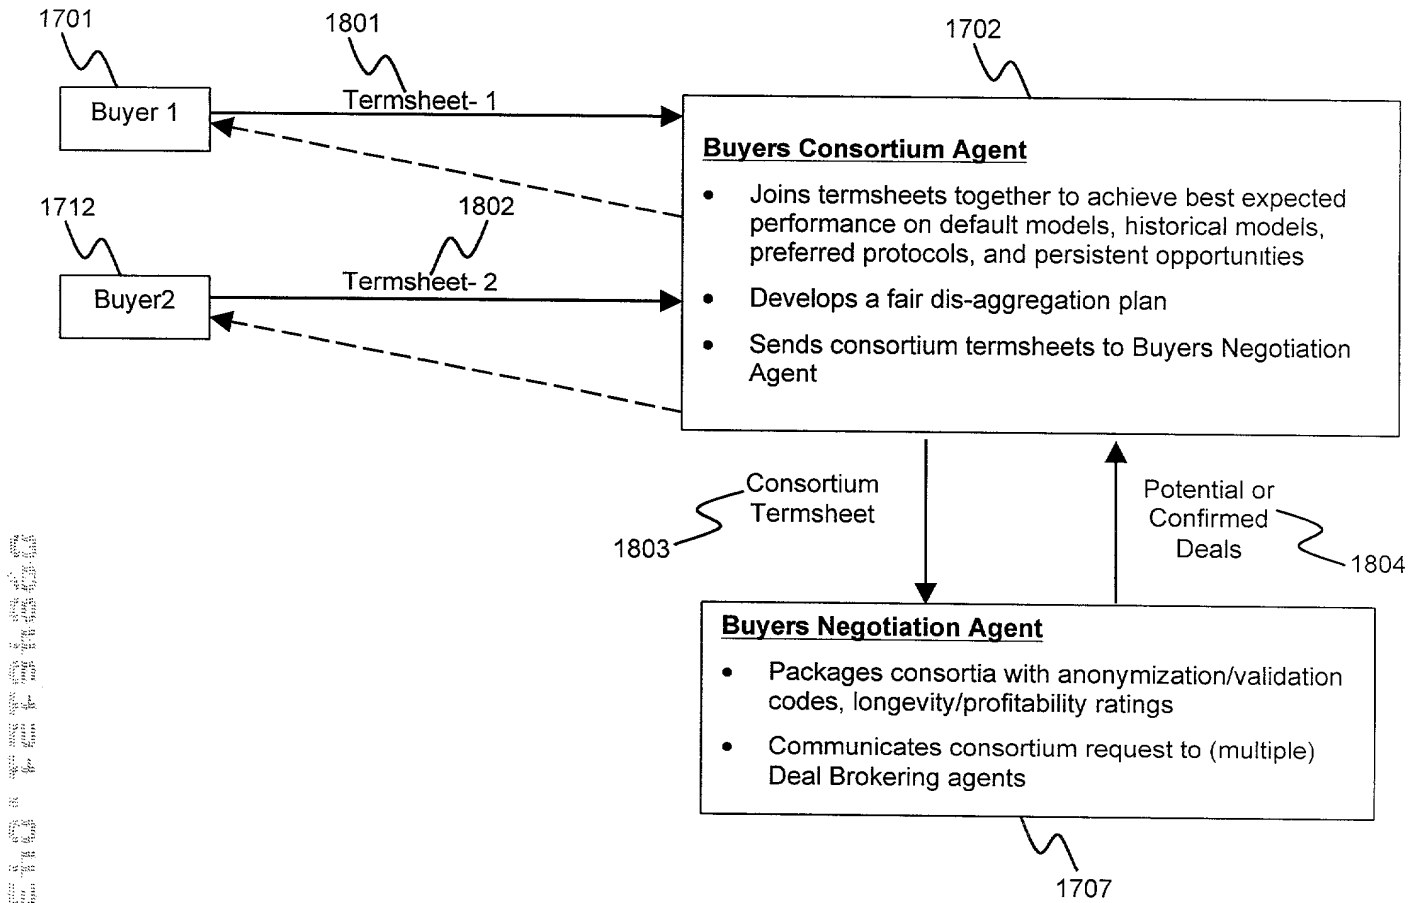 1701
1801
1702
Buyer 1
Termsheet- 1
Buyers Consortium Agent
• Joins termsheets together to achieve best expected
performance on default models, historical models,
preferred protocols, and persistent opportunities
• Develops a fair dis-aggregation plan
• Sends consortium termsheets to Buyers Negotiation
Agent
1712
1802
Buyer2
Termsheet- 2
Consortium
Termsheet
1803
Potential or
Confirmed
Deals
1804
Buyers Negotiation Agent
• Packages consortia with anonymization/validation
codes, longevity/profitability ratings
• Communicates consortium request to (multiple)
Deal Brokering agents
1707